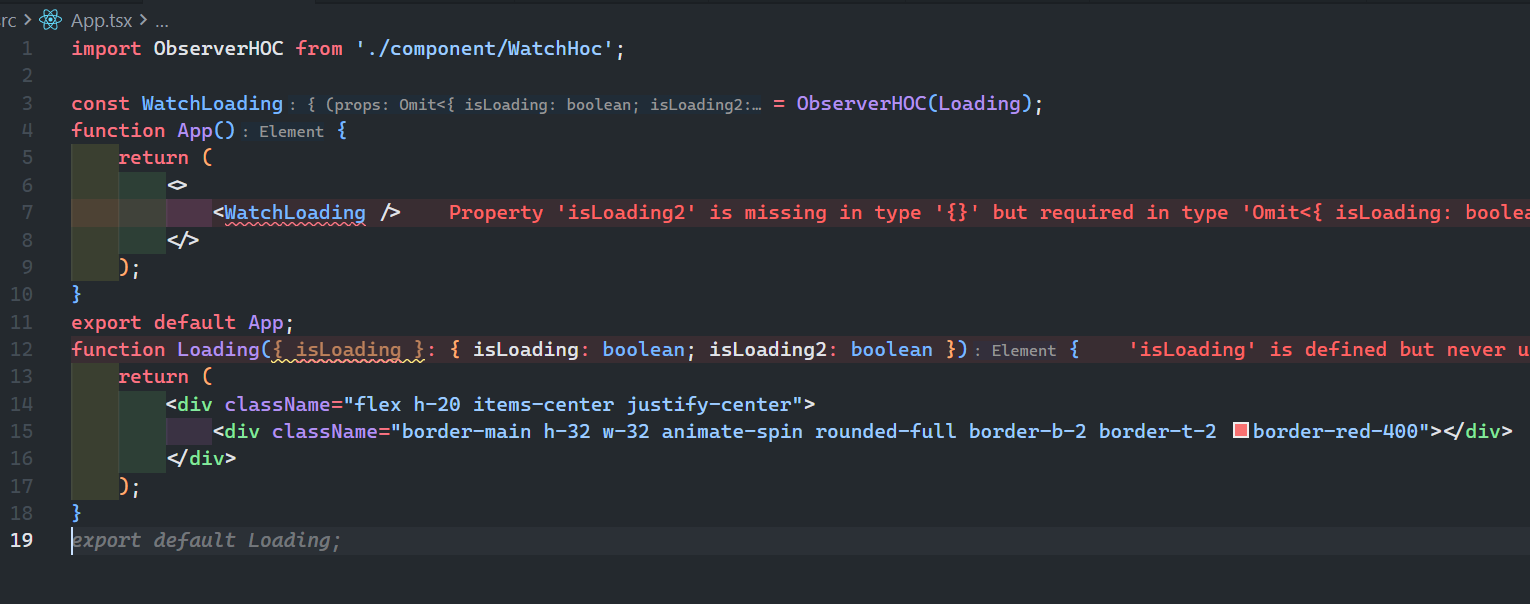 rc > App.tsx > ...
1 import ObserverHOC from './component/WatchHoc';
2
3 const WatchLoading : { (props: Omit<{ isLoading: boolean; isLoading2:… = ObserverHOC(Loading);
4 function App() : Element {
5 return (
6 <>
7 <WatchLoading /> Property 'isLoading2' is missing in type '{}' but required in type 'Omit<{ isLoading: boolea
8 </>
9 );
10 }
11 export default App;
12 function Loading({ isLoading }: { isLoading: boolean; isLoading2: boolean }) : Element { 'isLoading' is defined but never u
13 return (
14 <div className="flex h-20 items-center justify-center">
15 <div className="border-main h-32 w-32 animate-spin rounded-full border-b-2 border-t-2 border-red-400"></div>
16 </div>
17 );
18 }
19 export default Loading;